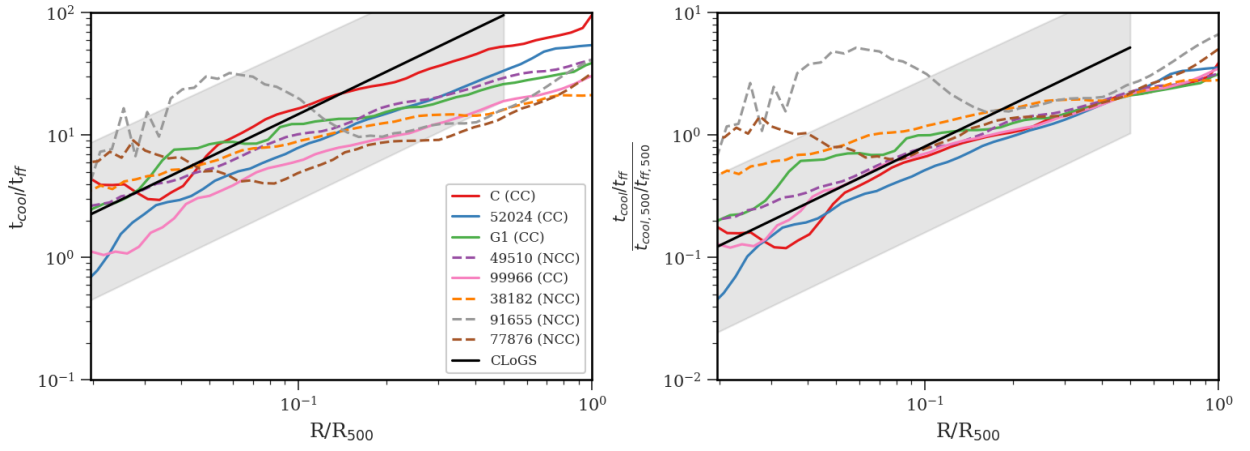 t_cool/t_ff
10²
10¹
10⁰
10⁻¹
10⁻¹
10⁰
R/R₅₀₀
C (CC)
52024 (CC)
G1 (CC)
49510 (NCC)
99966 (CC)
38182 (NCC)
91655 (NCC)
77876 (NCC)
CLoGS
t_cool/t_ff
t_cool,500/t_ff,500
10¹
10⁰
10⁻¹
10⁻²
10⁻¹
10⁰
R/R₅₀₀